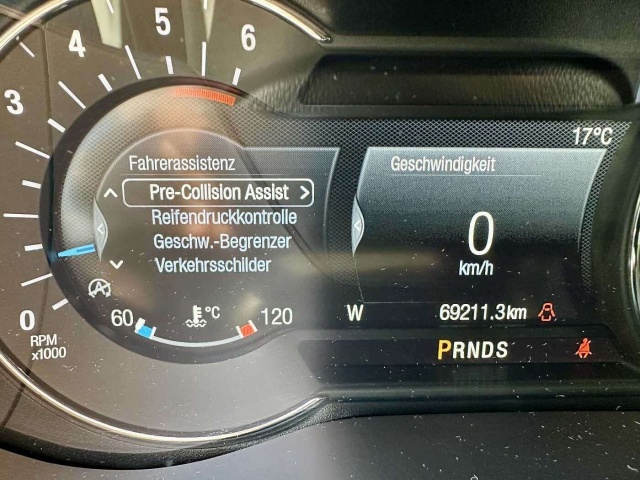 3
4
5
6
0
RPM
x1000
Fahrerassistenz
Pre-Collision Assist
Reifendruckkontrolle
Geschw.-Begrenzer
Verkehrsschilder
60
°C
120
17°C
Geschwindigkeit
0
km/h
W
69211.3km
PRNDS